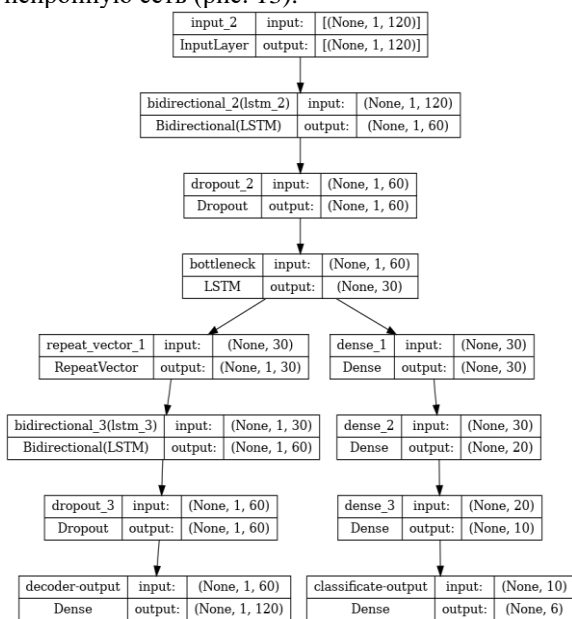 нейронную сеть (рис. 13).
input_2 input: [(None, 1, 120)]
InputLayer output: [(None, 1, 120)]
bidirectional_2(lstm_2) input: (None, 1, 120)
Bidirectional(LSTM) output: (None, 1, 60)
dropout_2 input: (None, 1, 60)
Dropout output: (None, 1, 60)
bottleneck input: (None, 1, 60)
LSTM output: (None, 30)
repeat_vector_1 input: (None, 30)
RepeatVector output: (None, 1, 30)
dense_1 input: (None, 30)
Dense output: (None, 30)
bidirectional_3(lstm_3) input: (None, 1, 30)
Bidirectional(LSTM) output: (None, 1, 60)
dense_2 input: (None, 30)
Dense output: (None, 20)
dropout_3 input: (None, 1, 60)
Dropout output: (None, 1, 60)
dense_3 input: (None, 20)
Dense output: (None, 10)
decoder-output input: (None, 1, 60)
Dense output: (None, 1, 120)
classificate-output input: (None, 10)
Dense output: (None, 6)